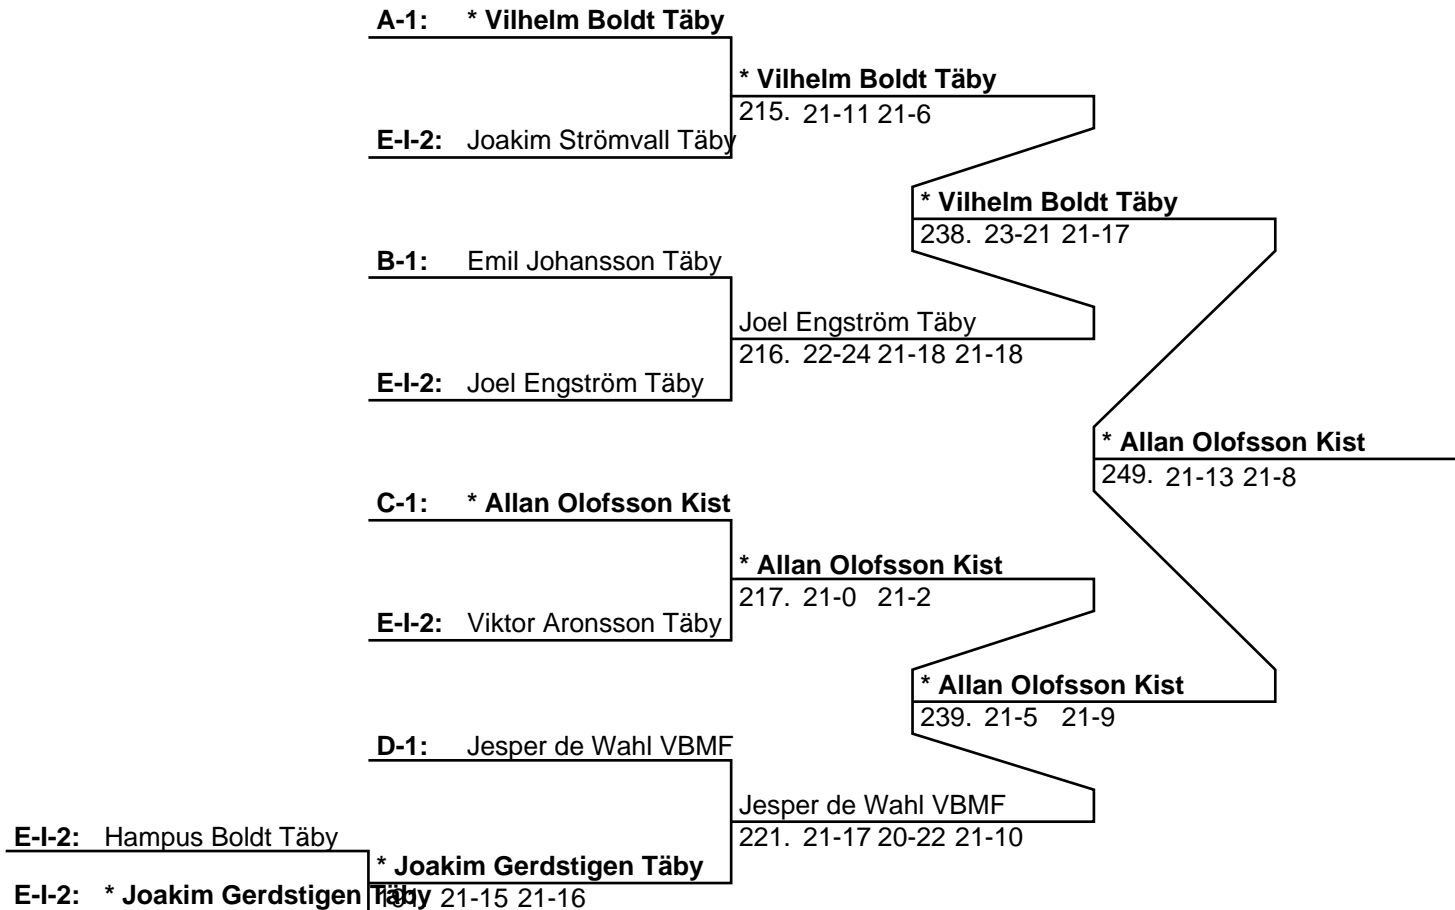 A-1: * Vilhelm Boldt Täby
* Vilhelm Boldt Täby
215. 21-11 21-6
E-I-2: Joakim Strömvall Täby
* Vilhelm Boldt Täby
238. 23-21 21-17
B-1: Emil Johansson Täby
Joel Engström Täby
216. 22-24 21-18 21-18
E-I-2: Joel Engström Täby
* Allan Olofsson Kist
249. 21-13 21-8
C-1: * Allan Olofsson Kist
* Allan Olofsson Kist
217. 21-0 21-2
E-I-2: Viktor Aronsson Täby
* Allan Olofsson Kist
239. 21-5 21-9
D-1: Jesper de Wahl VBMF
Jesper de Wahl VBMF
221. 21-17 20-22 21-10
E-I-2: Hampus Boldt Täby
* Joakim Gerdstigen Täby
E-I-2: * Joakim Gerdstigen Täby
21-15 21-16